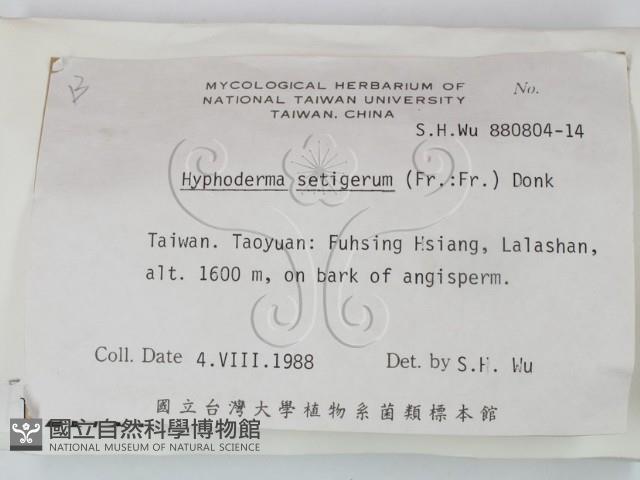 B
MYCOLOGICAL HERBARIUM OF
NATIONAL TAIWAN UNIVERSITY
TAIWAN, CHINA
No.
S.H.Wu 880804-14
Hyphoderma setigerum (Fr.:Fr.) Donk
Taiwan. Taoyuan: Fuhsing Hsiang, Lalashan,
alt. 1600 m, on bark of angisperm.
Coll. Date 4.VIII.1988 Det. by S.H. Wu
國立台灣大學植物系菌類標本館
國立自然科學博物館
NATIONAL MUSEUM OF NATURAL SCIENCE